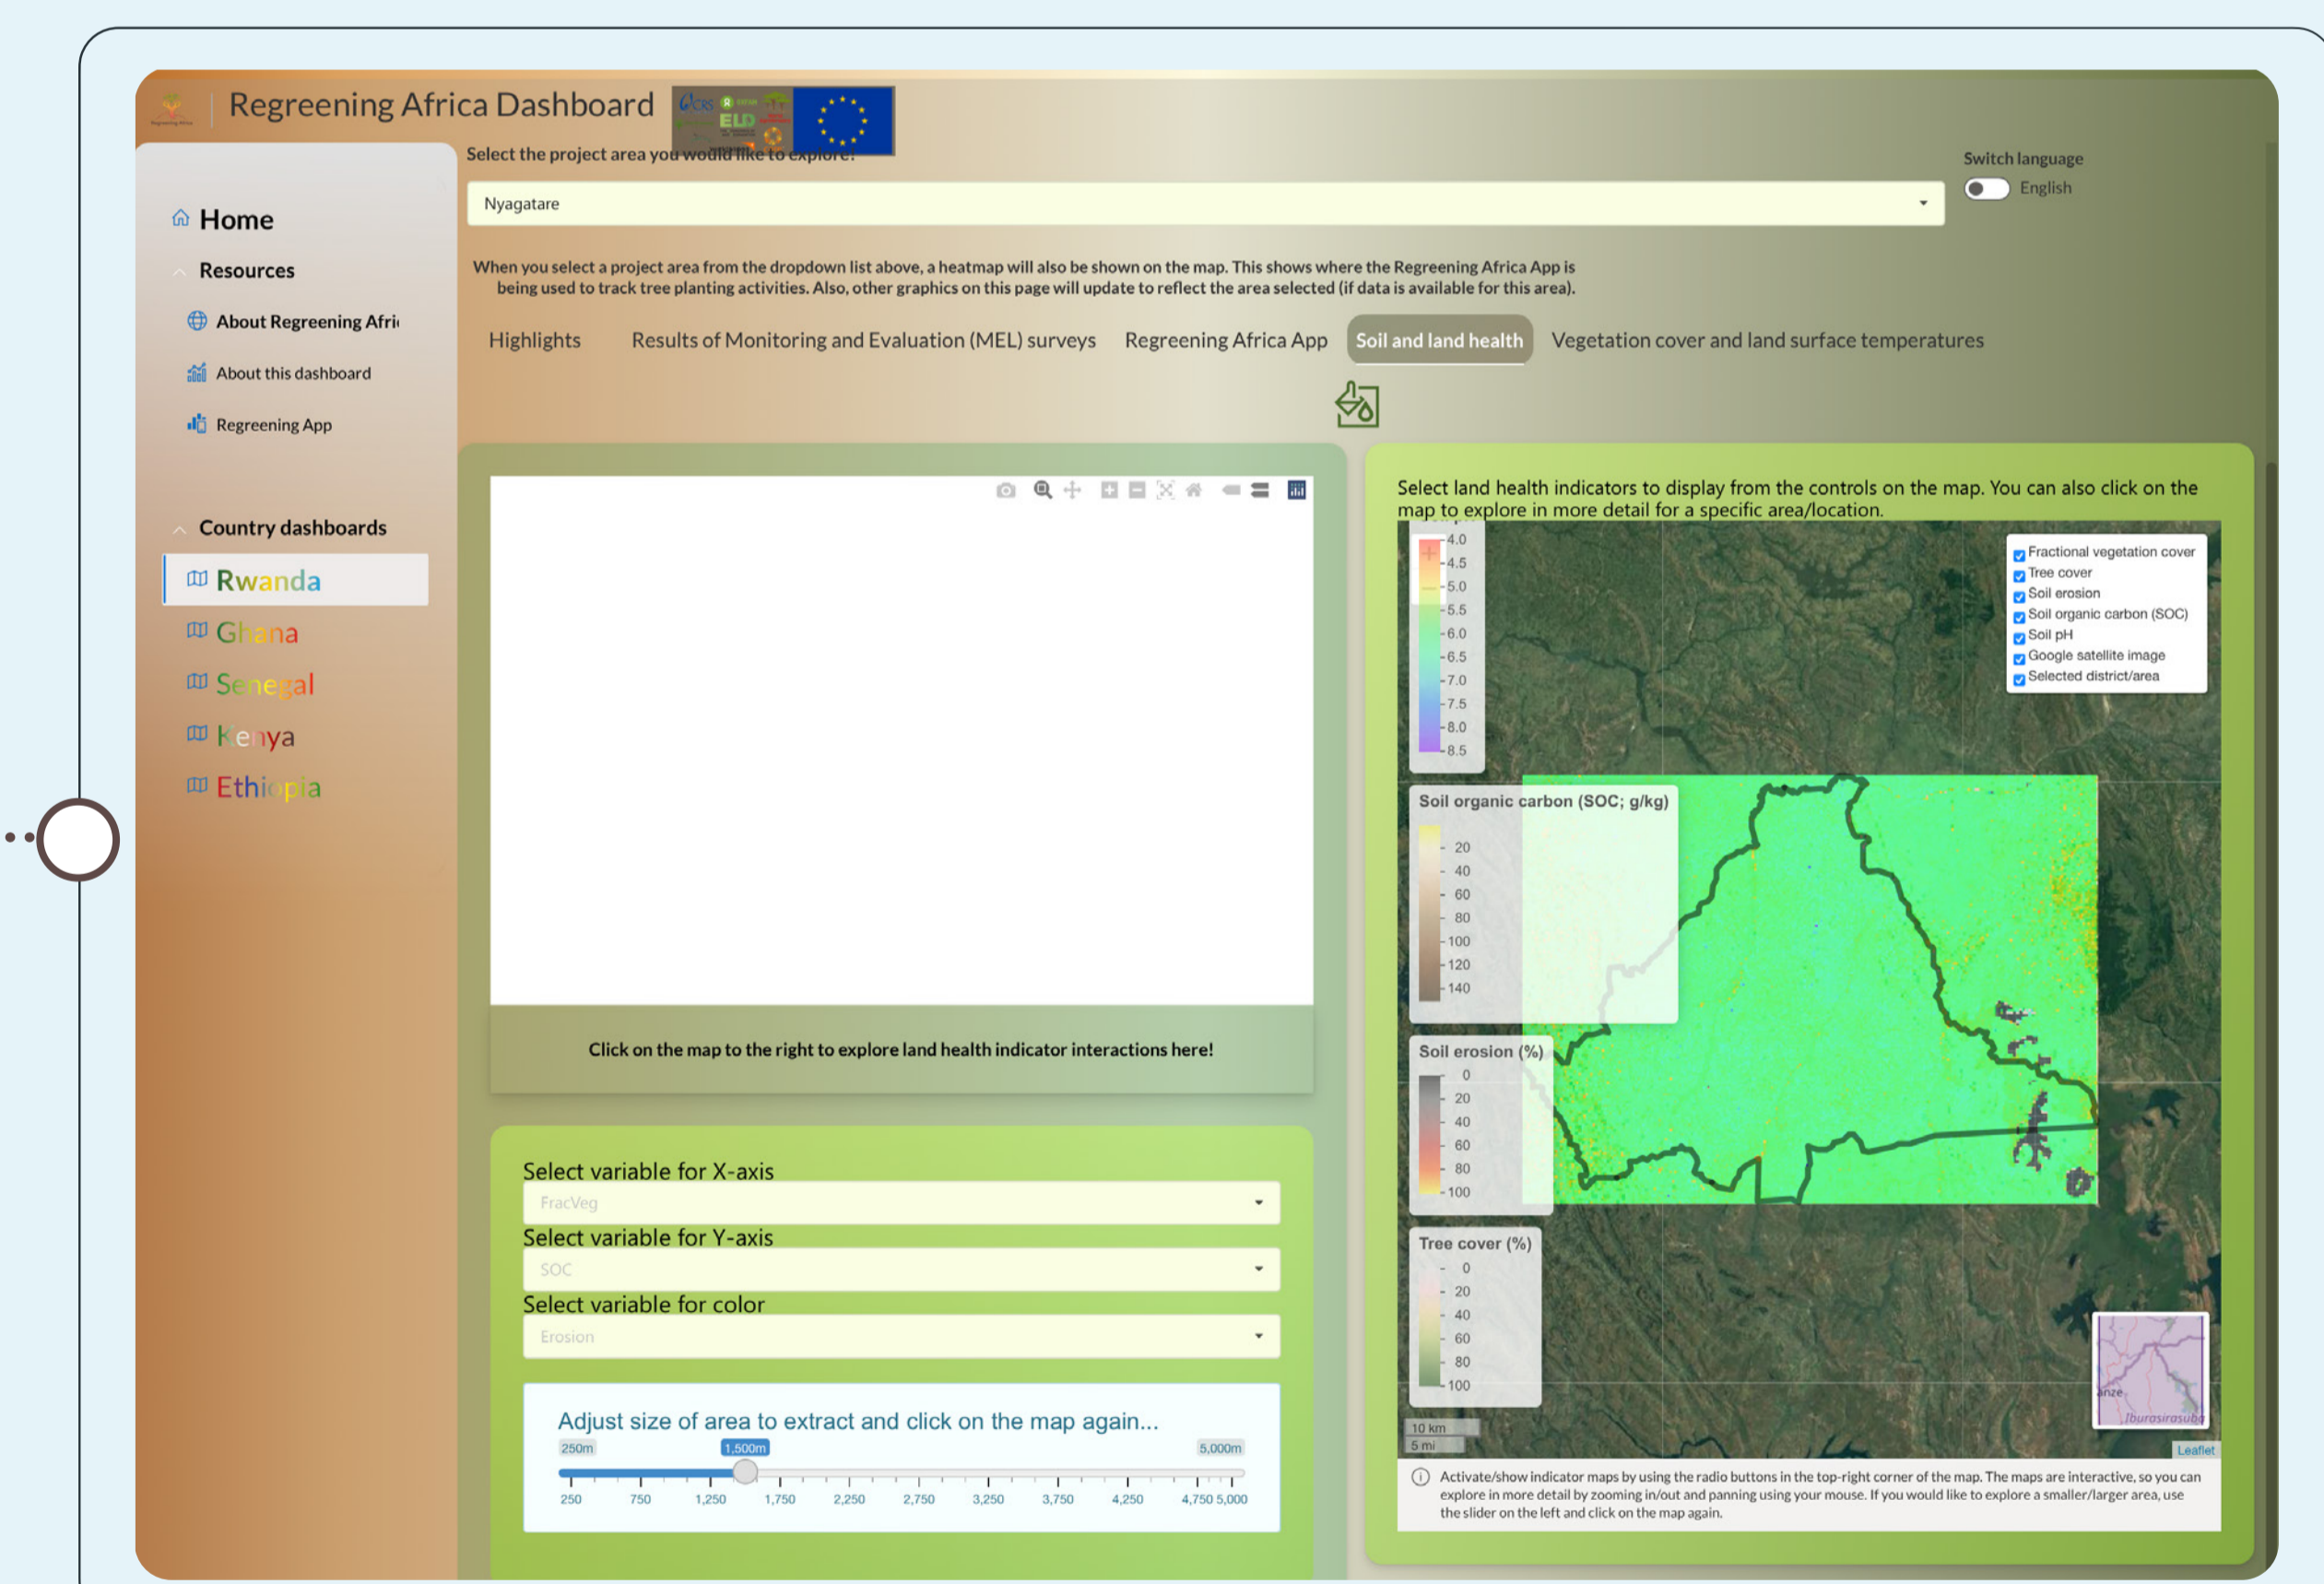 Regreening Africa Dashboard
CRS
ELD
Select the project area you would like to explore!
Switch language
English
Nyagatare
Home
Resources
About Regreening Afri
About this dashboard
Regreening App
Country dashboards
Rwanda
Ghana
Senegal
Kenya
Ethiopia
When you select a project area from the dropdown list above, a heatmap will also be shown on the map. This shows where the Regreening Africa App is
being used to track tree planting activities. Also, other graphics on this page will update to reflect the area selected (if data is available for this area).
Highlights
Results of Monitoring and Evaluation (MEL) surveys
Regreening Africa App
Soil and land health
Vegetation cover and land surface temperatures
Click on the map to the right to explore land health indicator interactions here!
Select variable for X-axis
FracVeg
Select variable for Y-axis
SOC
Select variable for color
Erosion
Adjust size of area to extract and click on the map again...
250m
1,500m
5,000m
250 750 1,250 1,750 2,250 2,750 3,250 3,750 4,250 4,750 5,000
Select land health indicators to display from the controls on the map. You can also click on the
map to explore in more detail for a specific area/location.
4.0
4.5
5.0
5.5
6.0
6.5
7.0
7.5
8.0
8.5
Fractional vegetation cover
Tree cover
Soil erosion
Soil organic carbon (SOC)
Soil pH
Google satellite image
Selected district/area
Soil organic carbon (SOC; g/kg)
20
40
60
80
100
120
140
Soil erosion (%)
0
20
40
60
80
100
Tree cover (%)
0
20
40
60
80
100
10 km
5 mi
anze
Iburasirasuba
Leaflet
Activate/show indicator maps by using the radio buttons in the top-right corner of the map. The maps are interactive, so you can
explore in more detail by zooming in/out and panning using your mouse. If you would like to explore a smaller/larger area, use
the slider on the left and click on the map again.